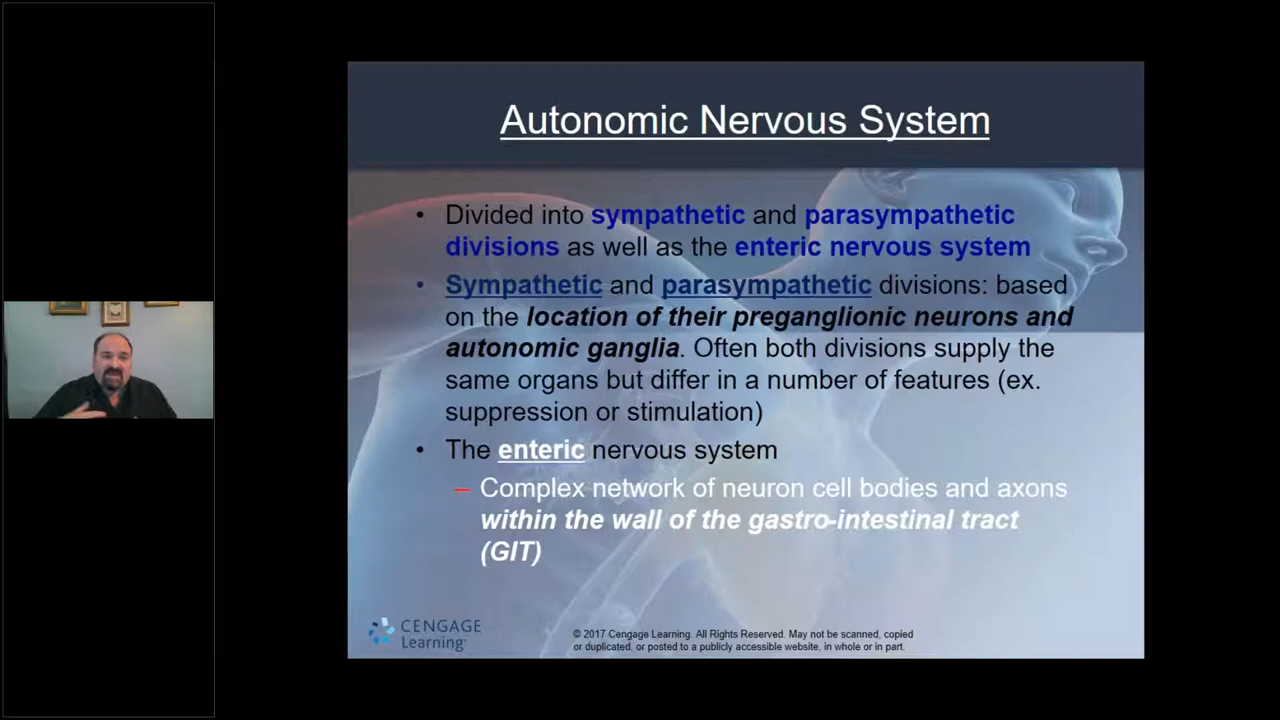 Autonomic Nervous System
• Divided into sympathetic and parasympathetic
divisions as well as the enteric nervous system
• Sympathetic and parasympathetic divisions: based
on the location of their preganglionic neurons and
autonomic ganglia. Often both divisions supply the
same organs but differ in a number of features (ex.
suppression or stimulation)
• The enteric nervous system
– Complex network of neuron cell bodies and axons
within the wall of the gastro-intestinal tract
(GIT)
CENGAGE
Learning
© 2017 Cengage Learning. All Rights Reserved. May not be scanned, copied
or duplicated, or posted to a publicly accessible website, in whole or in part.